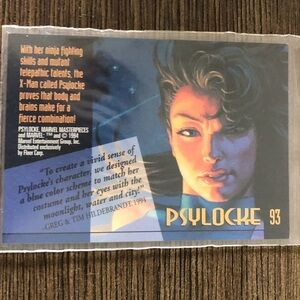 With her ninja fighting
skills and mutant
telepathic talents, the
X-Man called Psylocke
proves that body and
brains make for a
fierce combination!
PSYLOCKE, MARVEL MASTERPIECES
and MARVEL: ™ and © 1994
Marvel Entertainment Group, Inc.
Distributed exclusively
by Fleer Corp.
"To create a vivid sense of
Psylocke's character, we designed
a blue color scheme to match her
costume and her eyes with the
moonlight, water and city."
-GREG & TIM HILDEBRANDT, 1994
PSYLOCKE 93